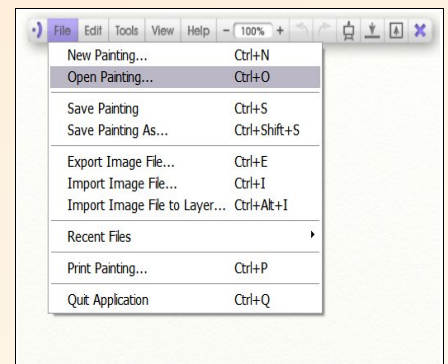 File Edit Tools View Help − 100% +
New Painting... Ctrl+N
Open Painting... Ctrl+O
Save Painting Ctrl+S
Save Painting As... Ctrl+Shift+S
Export Image File... Ctrl+E
Import Image File... Ctrl+I
Import Image File to Layer... Ctrl+Alt+I
Recent Files
Print Painting... Ctrl+P
Quit Application Ctrl+Q